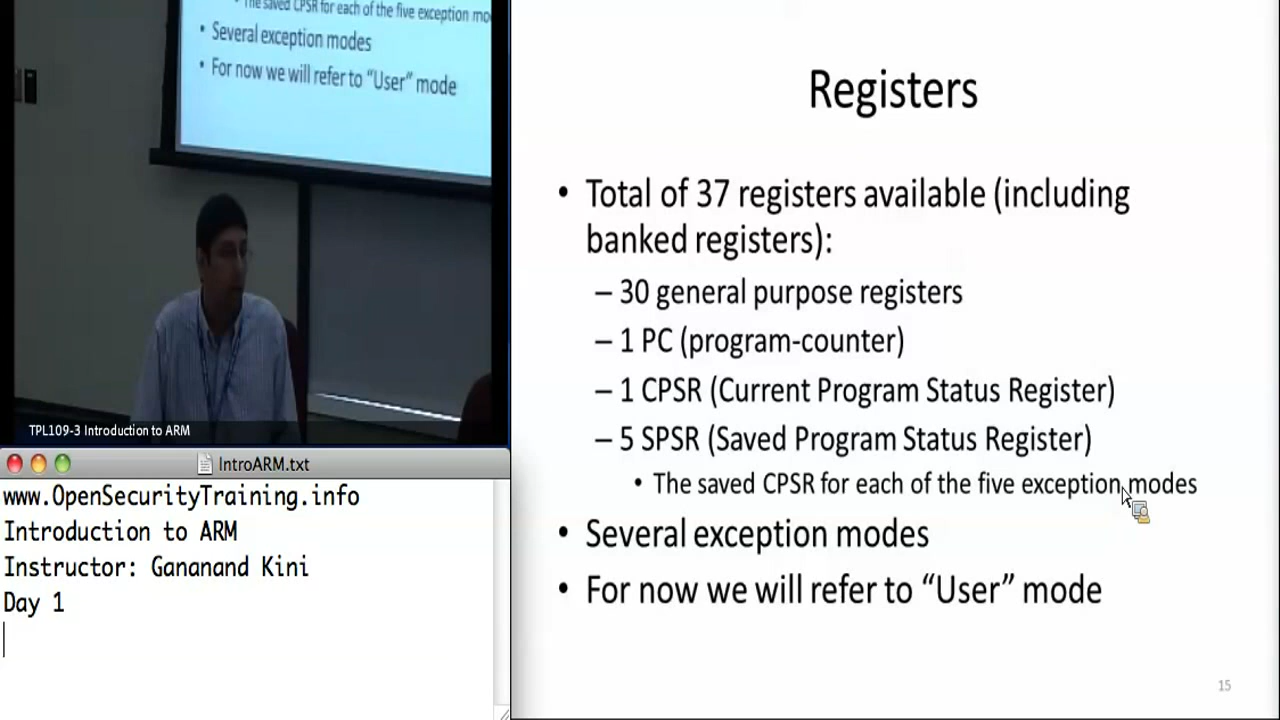 The saved CPSR for each of the five exception mo
• Several exception modes
• For now we will refer to “User” mode
TPL109-3 Introduction to ARM
IntroARM.txt
www.OpenSecurityTraining.info
Introduction to ARM
Instructor: Gananand Kini
Day 1
Registers
• Total of 37 registers available (including
banked registers):
– 30 general purpose registers
– 1 PC (program-counter)
– 1 CPSR (Current Program Status Register)
– 5 SPSR (Saved Program Status Register)
• The saved CPSR for each of the five exception modes
• Several exception modes
• For now we will refer to “User” mode
15